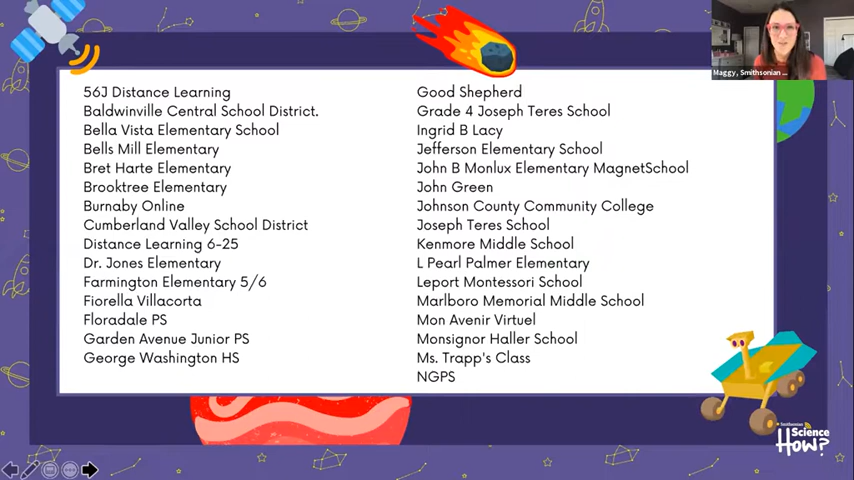 Maggy, Smithsonian ...
56J Distance Learning
Baldwinville Central School District.
Bella Vista Elementary School
Bells Mill Elementary
Bret Harte Elementary
Brooktree Elementary
Burnaby Online
Cumberland Valley School District
Distance Learning 6-25
Dr. Jones Elementary
Farmington Elementary 5/6
Fiorella Villacorta
Floradale PS
Garden Avenue Junior PS
George Washington HS
Good Shepherd
Grade 4 Joseph Teres School
Ingrid B Lacy
Jefferson Elementary School
John B Monlux Elementary MagnetSchool
John Green
Johnson County Community College
Joseph Teres School
Kenmore Middle School
L Pearl Palmer Elementary
Leport Montessori School
Marlboro Memorial Middle School
Mon Avenir Virtuel
Monsignor Haller School
Ms. Trapp's Class
NGPS
Smithsonian
Science
HOW?